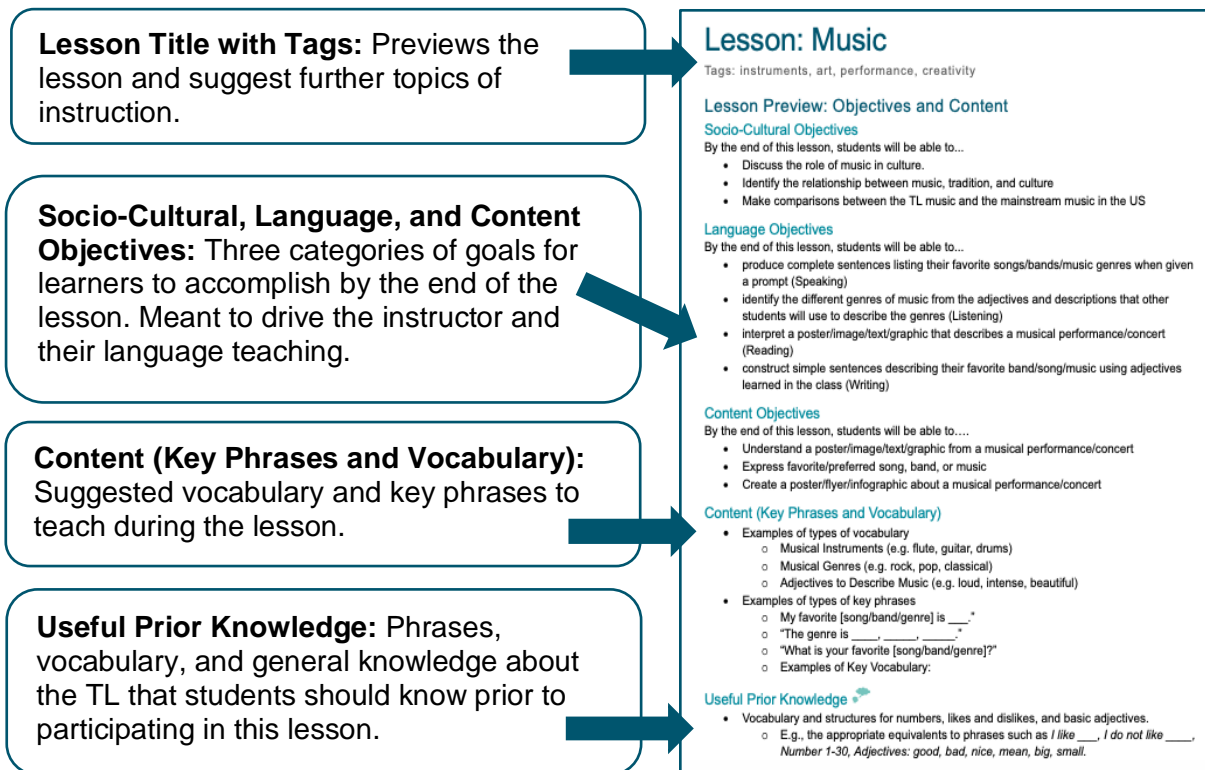 Lesson Title with Tags: Previews the
lesson and suggest further topics of
instruction.
Socio-Cultural, Language, and Content
Objectives: Three categories of goals for
learners to accomplish by the end of the
lesson. Meant to drive the instructor and
their language teaching.
Content (Key Phrases and Vocabulary):
Suggested vocabulary and key phrases to
teach during the lesson.
Useful Prior Knowledge: Phrases,
vocabulary, and general knowledge about
the TL that students should know prior to
participating in this lesson.
Lesson: Music
Tags: instruments, art, performance, creativity
Lesson Preview: Objectives and Content
Socio-Cultural Objectives
By the end of this lesson, students will be able to...
• Discuss the role of music in culture.
• Identify the relationship between music, tradition, and culture
• Make comparisons between the TL music and the mainstream music in the US
Language Objectives
By the end of this lesson, students will be able to...
• produce complete sentences listing their favorite songs/bands/music genres when given
a prompt (Speaking)
• identify the different genres of music from the adjectives and descriptions that other
students will use to describe the genres (Listening)
• interpret a poster/image/text/graphic that describes a musical performance/concert
(Reading)
• construct simple sentences describing their favorite band/song/music using adjectives
learned in the class (Writing)
Content Objectives
By the end of this lesson, students will be able to….
• Understand a poster/image/text/graphic from a musical performance/concert
• Express favorite/preferred song, band, or music
• Create a poster/flyer/infographic about a musical performance/concert
Content (Key Phrases and Vocabulary)
• Examples of types of vocabulary
o Musical Instruments (e.g. flute, guitar, drums)
o Musical Genres (e.g. rock, pop, classical)
o Adjectives to Describe Music (e.g. loud, intense, beautiful)
• Examples of types of key phrases
o My favorite [song/band/genre] is ___."
o "The genre is ____, _____, _____."
o "What is your favorite [song/band/genre]?"
o Examples of Key Vocabulary:
Useful Prior Knowledge
• Vocabulary and structures for numbers, likes and dislikes, and basic adjectives.
o E.g., the appropriate equivalents to phrases such as I like ___, I do not like ____,
Number 1-30, Adjectives: good, bad, nice, mean, big, small.